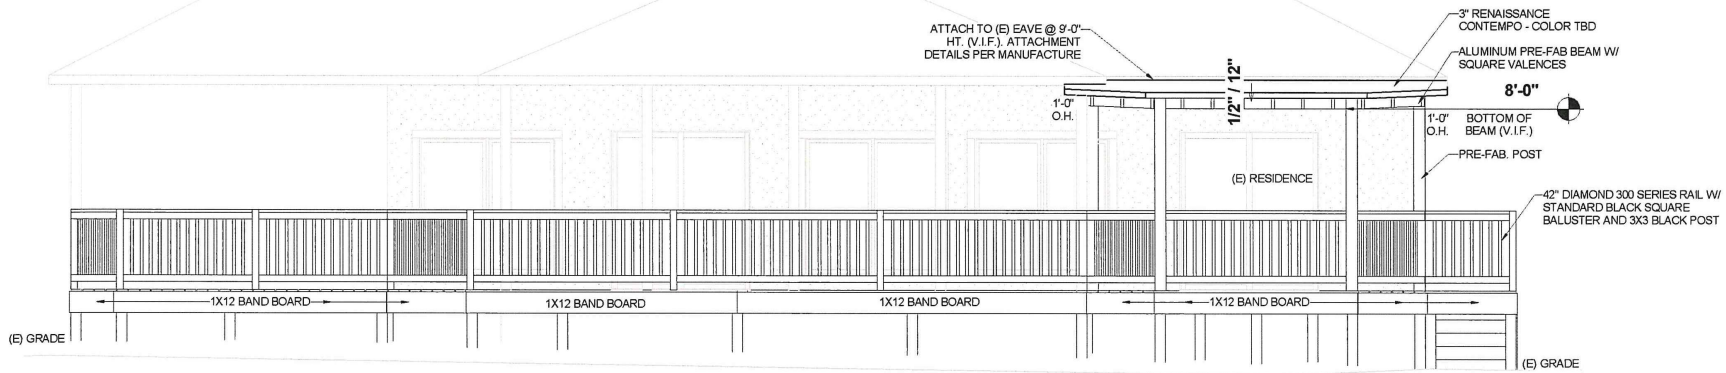 ATTACH TO (E) EAVE @ 9'-0"
HT. (V.I.F.). ATTACHMENT
DETAILS PER MANUFACTURE
3" RENAISSANCE
CONTEMPO - COLOR TBD
ALUMINUM PRE-FAB BEAM W/
SQUARE VALENCES
1/2" / 12"
8'-0"
1'-0"
O.H.
1'-0"
O.H.
BOTTOM OF
BEAM (V.I.F.)
PRE-FAB. POST
(E) RESIDENCE
42" DIAMOND 300 SERIES RAIL W/
STANDARD BLACK SQUARE
BALUSTER AND 3X3 BLACK POST
1X12 BAND BOARD
1X12 BAND BOARD
1X12 BAND BOARD
1X12 BAND BOARD
(E) GRADE
(E) GRADE